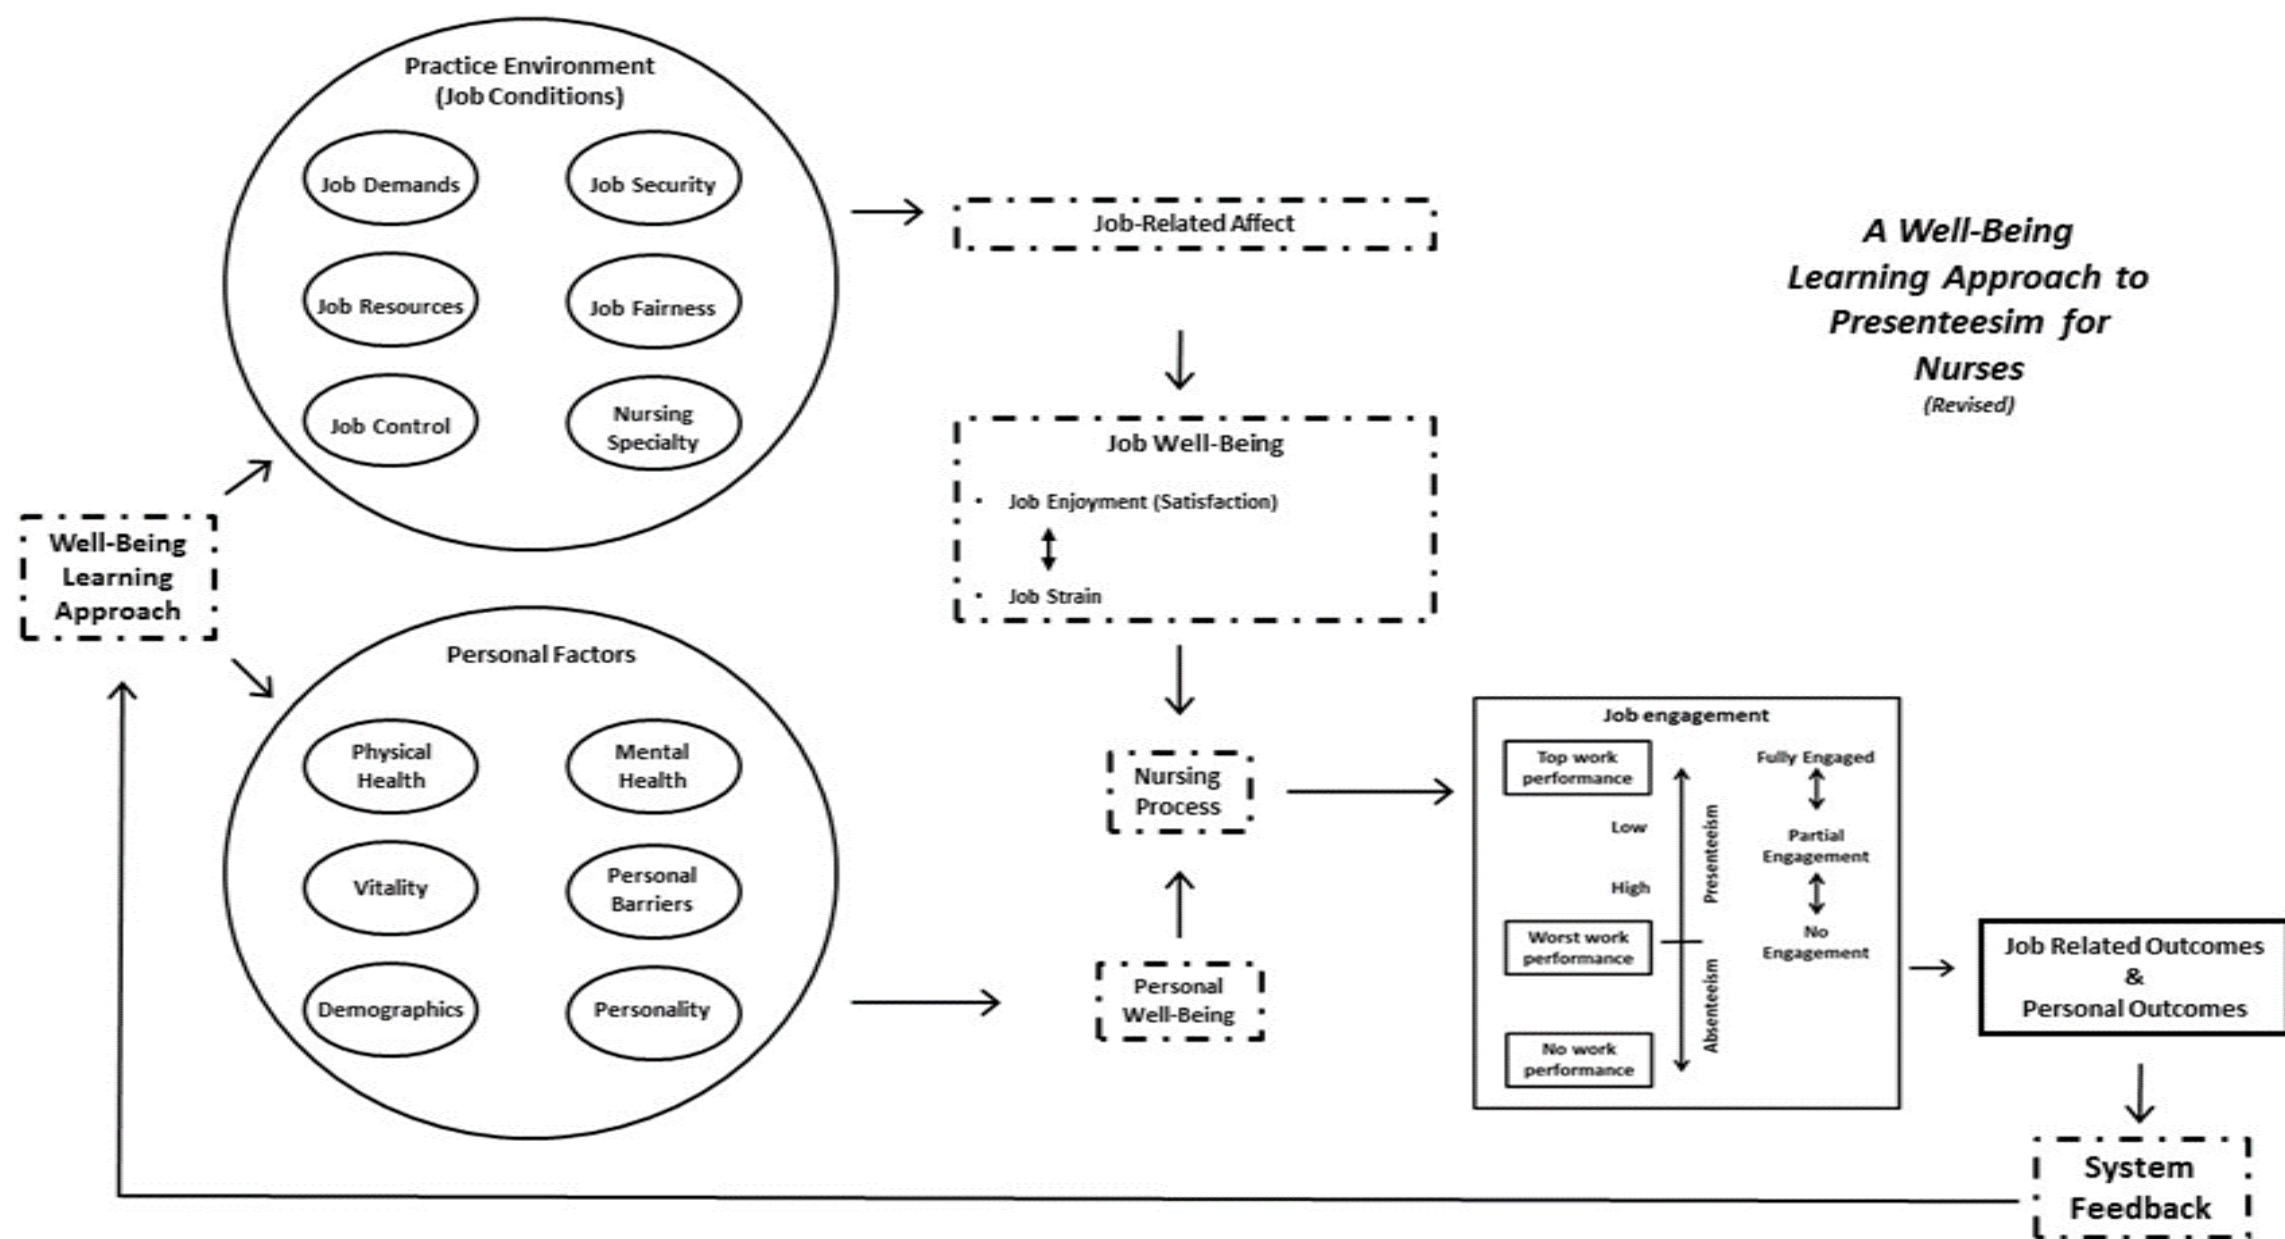 Practice Environment
(Job Conditions)
Job Demands
Job Security
Job Resources
Job Fairness
Job Control
Nursing
Specialty
Well-Being
Learning
Approach
Personal Factors
Physical
Health
Mental
Health
Vitality
Personal
Barriers
Demographics
Personality
Job-Related Affect
Job Well-Being
• Job Enjoyment (Satisfaction)
• Job Strain
Nursing
Process
Personal
Well-Being
A Well-Being
Learning Approach to
Presenteesim for
Nurses
(Revised)
Job engagement
Top work
performance
Low
High
Worst work
performance
No work
performance
Presenteeism
Absenteeism
Fully Engaged
Partial
Engagement
No
Engagement
Job Related Outcomes
&
Personal Outcomes
System
Feedback